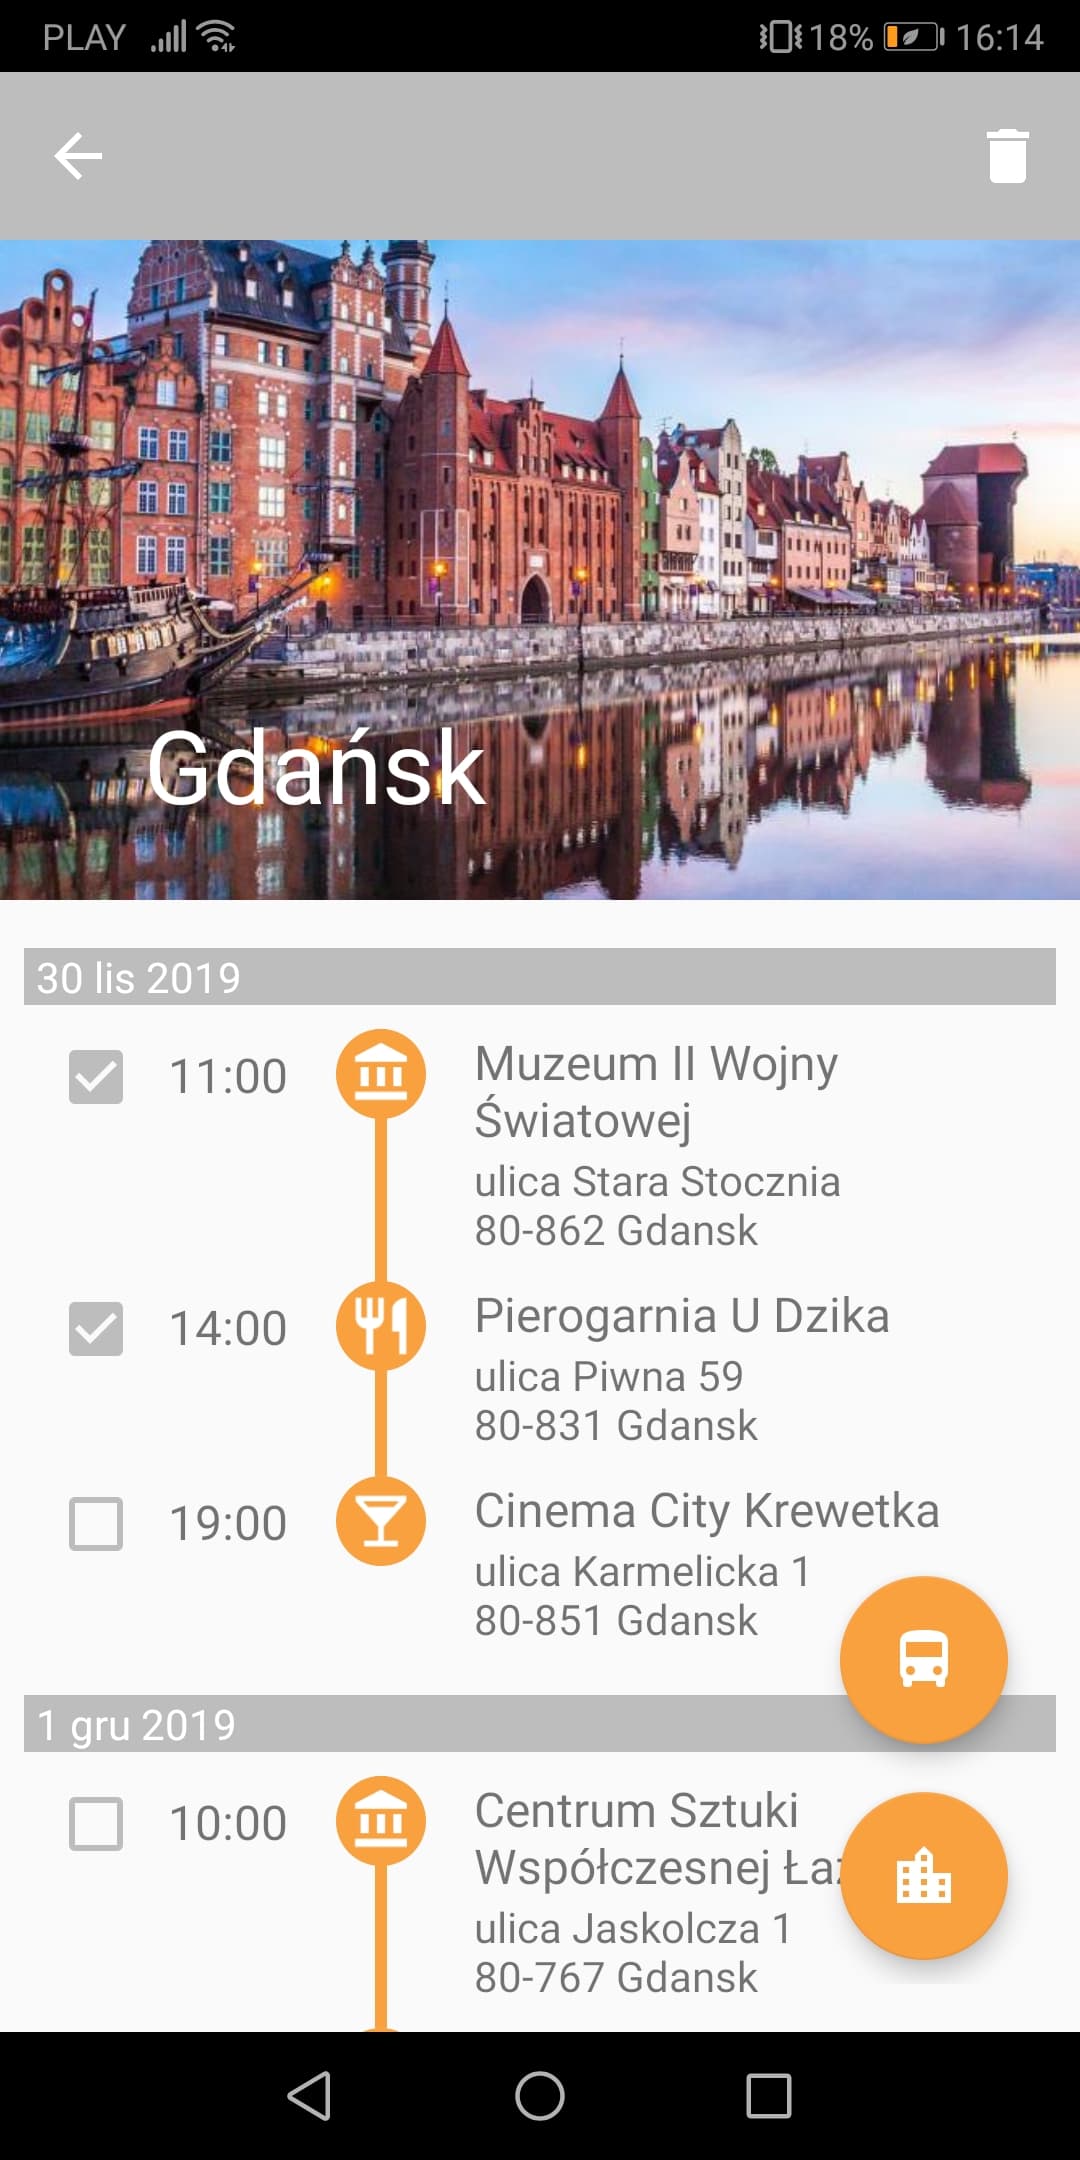 PLAY 18% 16:14
Gdańsk
30 lis 2019
11:00
Muzeum II Wojny
Światowej
ulica Stara Stocznia
80-862 Gdansk
14:00
Pierogarnia U Dzika
ulica Piwna 59
80-831 Gdansk
19:00
Cinema City Krewetka
ulica Karmelicka 1
80-851 Gdansk
1 gru 2019
10:00
Centrum Sztuki
Współczesnej
ulica Jaskolcza 1
80-767 Gdansk